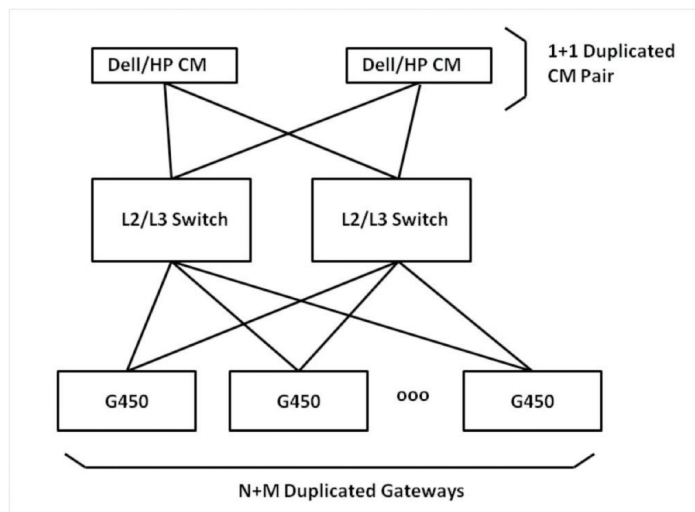 Dell/HP CM
Dell/HP CM
1+1 Duplicated
CM Pair
L2/L3 Switch
L2/L3 Switch
G450
G450
ooo
G450
N+M Duplicated Gateways